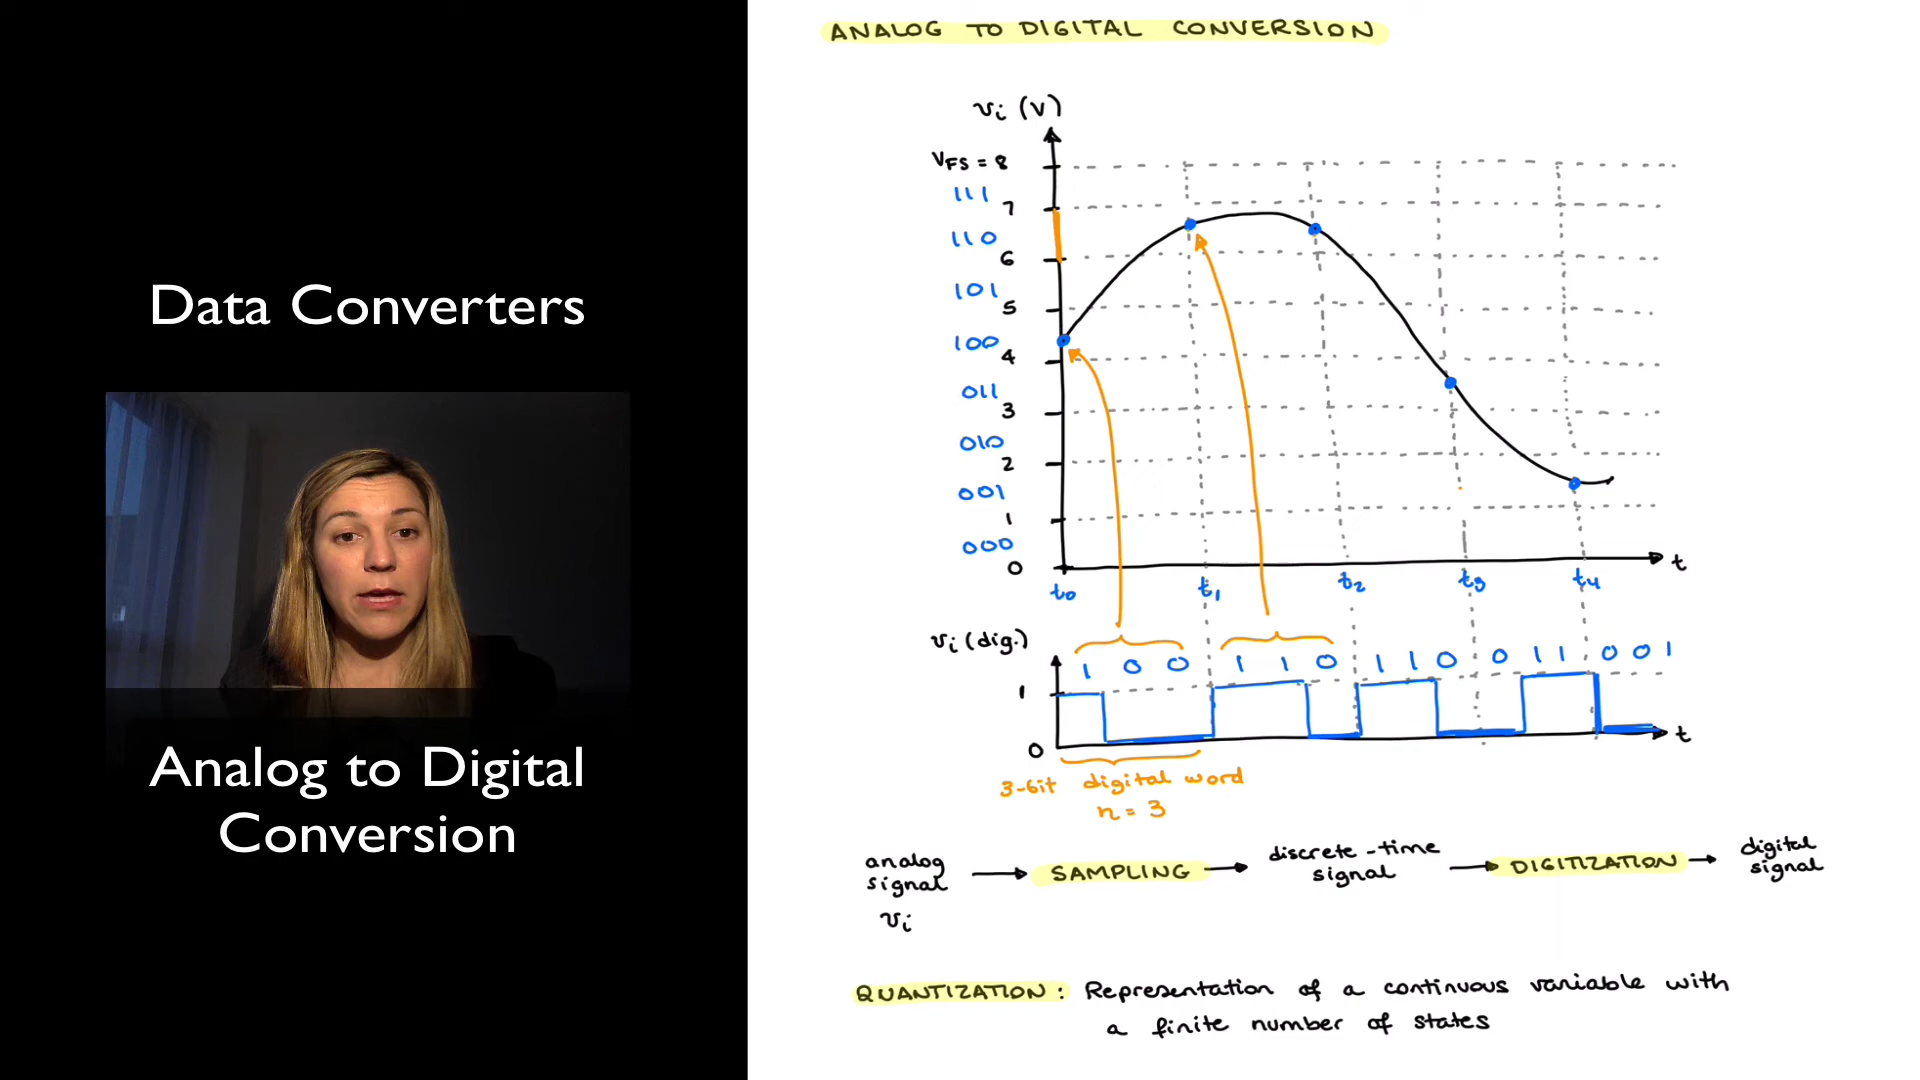 Data Converters
Analog to Digital
Conversion
ANALOG TO DIGITAL CONVERSION
vi (V)
VFS = 8
111
7
110
6
101
5
100
4
011
3
010
2
001
1
000
0
t
t0 t1 t2 t3 t4
vi (dig.)
1 0 0 1 1 0 1 1 0 0 1 1 0 0 1
1
0
t
3-bit digital word
n = 3
analog signal → SAMPLING → discrete-time signal → DIGITIZATION → digital signal
vi
QUANTIZATION: Representation of a continuous variable with
a finite number of states